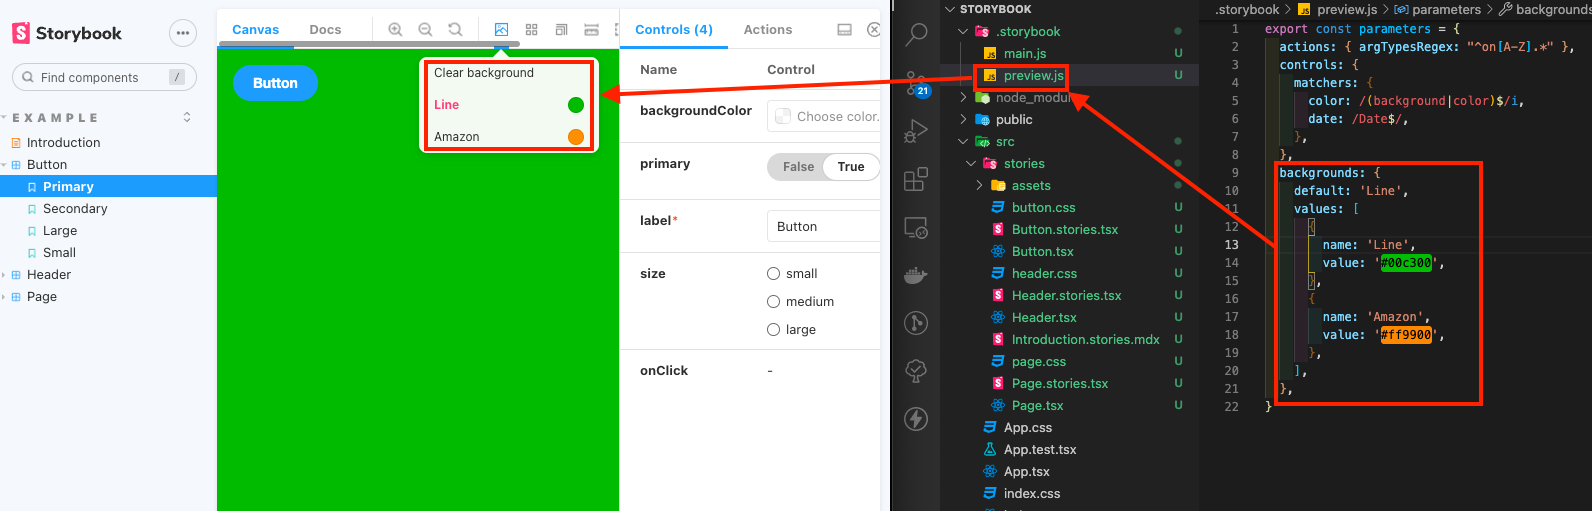 Storybook
Find components
/
EXAMPLE
Introduction
Button
Primary
Secondary
Large
Small
Header
Page
Canvas
Docs
Button
Clear background
Line
Amazon
Controls (4)
Actions
Name
Control
backgroundColor
Choose color.
primary
False
True
label*
Button
size
small
medium
large
onClick
-
21
STORYBOOK
.storybook
main.js U
preview.js U
node_modul
public
src
stories
assets
button.css U
Button.stories.tsx U
Button.tsx U
header.css U
Header.stories.tsx U
Header.tsx U
Introduction.stories.mdx U
page.css U
Page.stories.tsx U
Page.tsx U
App.css
App.test.tsx
App.tsx
index.css
.storybook > JS preview.js > parameters > backgrounds
1 export const parameters = {
2 actions: { argTypesRegex: "^on[A-Z].*" },
3 controls: {
4 matchers: {
5 color: /(background|color)$/i,
6 date: /Date$/,
7 },
8 },
9 backgrounds: {
10 default: 'Line',
11 values: [
12 {
13 name: 'Line',
14 value: '#00c300',
15 },
16 {
17 name: 'Amazon',
18 value: '#ff9900',
19 },
20 ],
21 },
22 }